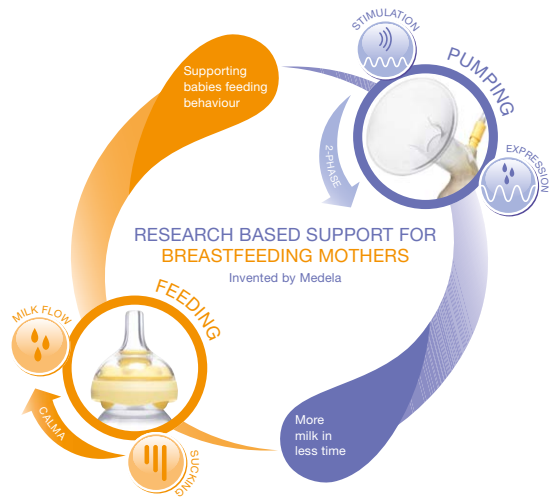 STIMULATION
PUMPING
Supporting
babies feeding
behaviour
2-PHASE
EXPRESSION
RESEARCH BASED SUPPORT FOR
BREASTFEEDING MOTHERS
Invented by Medela
FEEDING
MILK FLOW
CALMA
SUCKING
More
milk in
less time